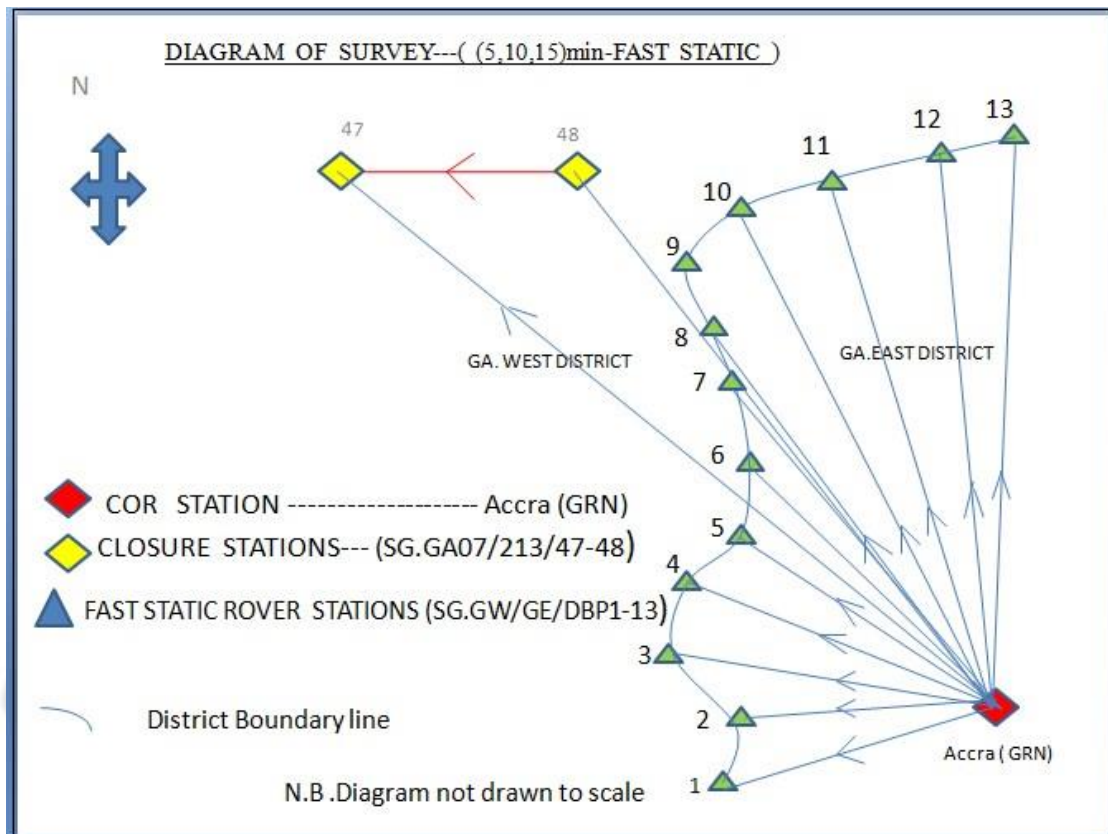 DIAGRAM OF SURVEY---( (5,10,15)min-FAST STATIC )
N
47
48
13
12
11
10
9
8
GA. WEST DISTRICT
GA.EAST DISTRICT
7
6
COR STATION -------------------- Accra (GRN)
CLOSURE STATIONS--- (SG.GA07/213/47-48)
5
4
FAST STATIC ROVER STATIONS (SG.GW/GE/DBP1-13)
3
District Boundary line
2
Accra ( GRN)
1
N.B .Diagram not drawn to scale